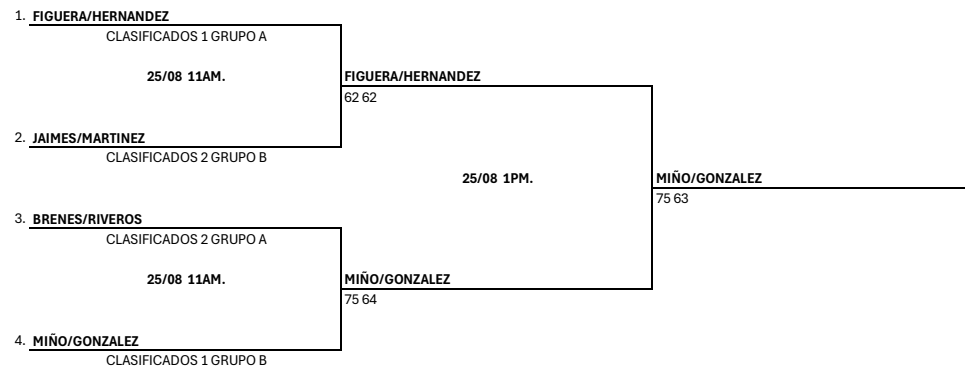 1. FIGUERA/HERNANDEZ
CLASIFICADOS 1 GRUPO A
25/08 11AM.
FIGUERA/HERNANDEZ
62 62
2. JAIMES/MARTINEZ
CLASIFICADOS 2 GRUPO B
25/08 1PM.
MIÑO/GONZALEZ
75 63
3. BRENES/RIVEROS
CLASIFICADOS 2 GRUPO A
25/08 11AM.
MIÑO/GONZALEZ
75 64
4. MIÑO/GONZALEZ
CLASIFICADOS 1 GRUPO B